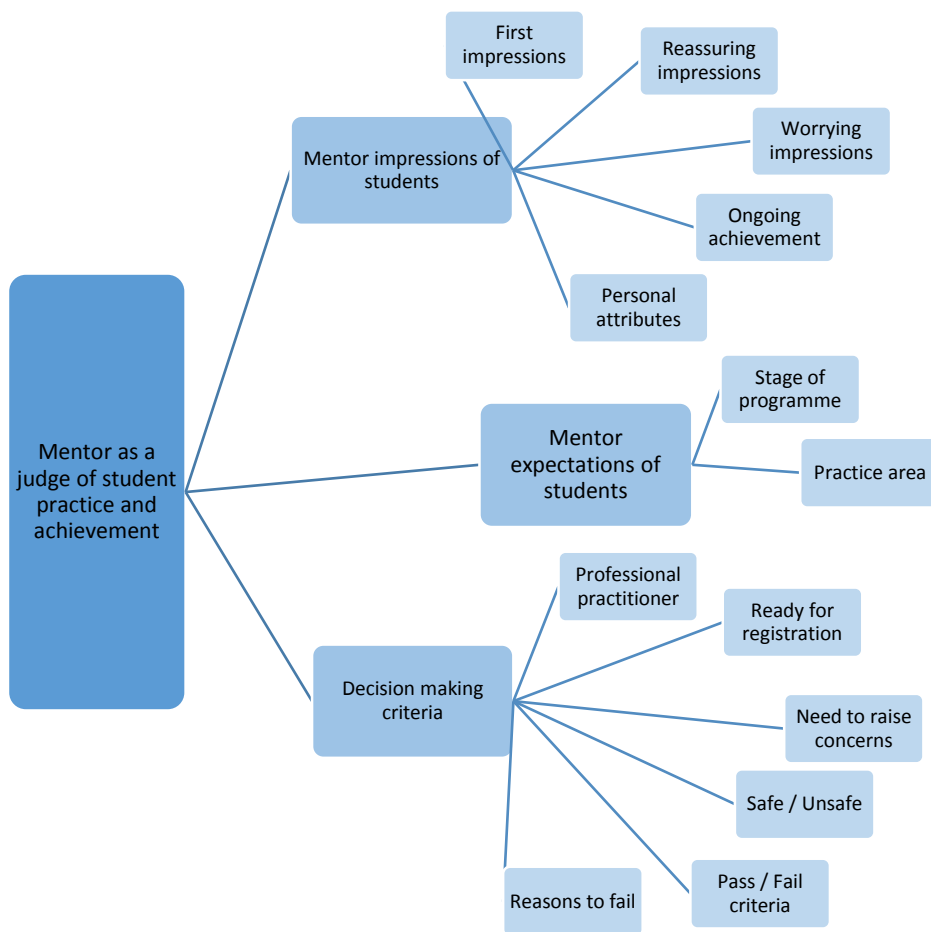 First
impressions
Reassuring
impressions
Worrying
impressions
Mentor impressions of
students
Ongoing
achievement
Personal
attributes
Stage of
programme
Mentor
expectations of
students
Practice area
Mentor as a
judge of student
practice and
achievement
Professional
practitioner
Ready for
registration
Decision making
criteria
Need to raise
concerns
Safe / Unsafe
Pass / Fail
criteria
Reasons to fail